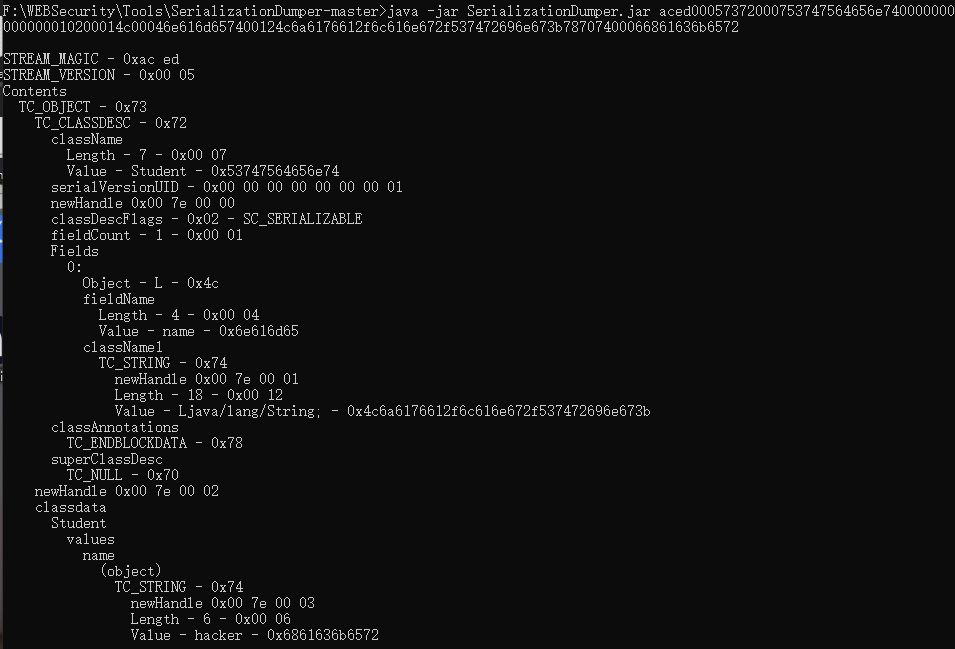 F:\WEBSecurity\Tools\SerializationDumper-master>java -jar SerializationDumper.jar aced00057372000753747564656e740000000
000000010200014c00046e616d657400124c6a6176612f6c616e672f537472696e673b78707400066861636b6572
STREAM_MAGIC - 0xac ed
STREAM_VERSION - 0x00 05
Contents
TC_OBJECT - 0x73
TC_CLASSDESC - 0x72
className
Length - 7 - 0x00 07
Value - Student - 0x53747564656e74
serialVersionUID - 0x00 00 00 00 00 00 00 01
newHandle 0x00 7e 00 00
classDescFlags - 0x02 - SC_SERIALIZABLE
fieldCount - 1 - 0x00 01
Fields
0:
Object - L - 0x4c
fieldName
Length - 4 - 0x00 04
Value - name - 0x6e616d65
className1
TC_STRING - 0x74
newHandle 0x00 7e 00 01
Length - 18 - 0x00 12
Value - Ljava/lang/String; - 0x4c6a6176612f6c616e672f537472696e673b
classAnnotations
TC_ENDBLOCKDATA - 0x78
superClassDesc
TC_NULL - 0x70
newHandle 0x00 7e 00 02
classdata
Student
values
name
(object)
TC_STRING - 0x74
newHandle 0x00 7e 00 03
Length - 6 - 0x00 06
Value - hacker - 0x6861636b6572